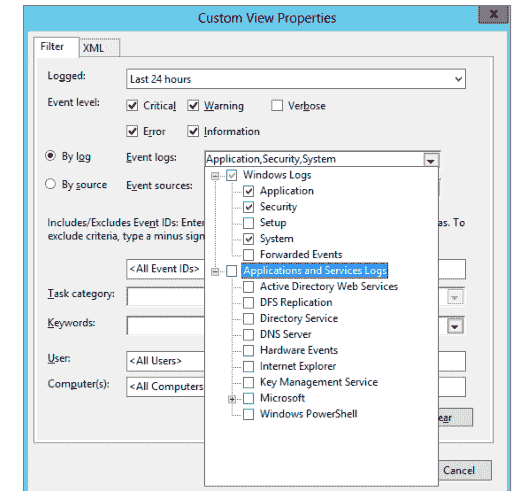 Custom View Properties
x
Filter XML
Logged: Last 24 hours
Event level: Critical Warning Verbose
Error Information
By log Event logs: Application,Security,System
Windows Logs
Application
By source Event sources:
Security
Setup
Includes/Excludes Event IDs: Enter as. To
exclude criteria, type a minus sign
System
Forwarded Events
<All Event IDs>
Applications and Services Logs
Active Directory Web Services
Task category:
DFS Replication
Directory Service
Keywords:
DNS Server
Hardware Events
User: <All Users>
Internet Explorer
Key Management Service
Computer(s): <All Computers
Microsoft
Windows PowerShell
ear
Cancel